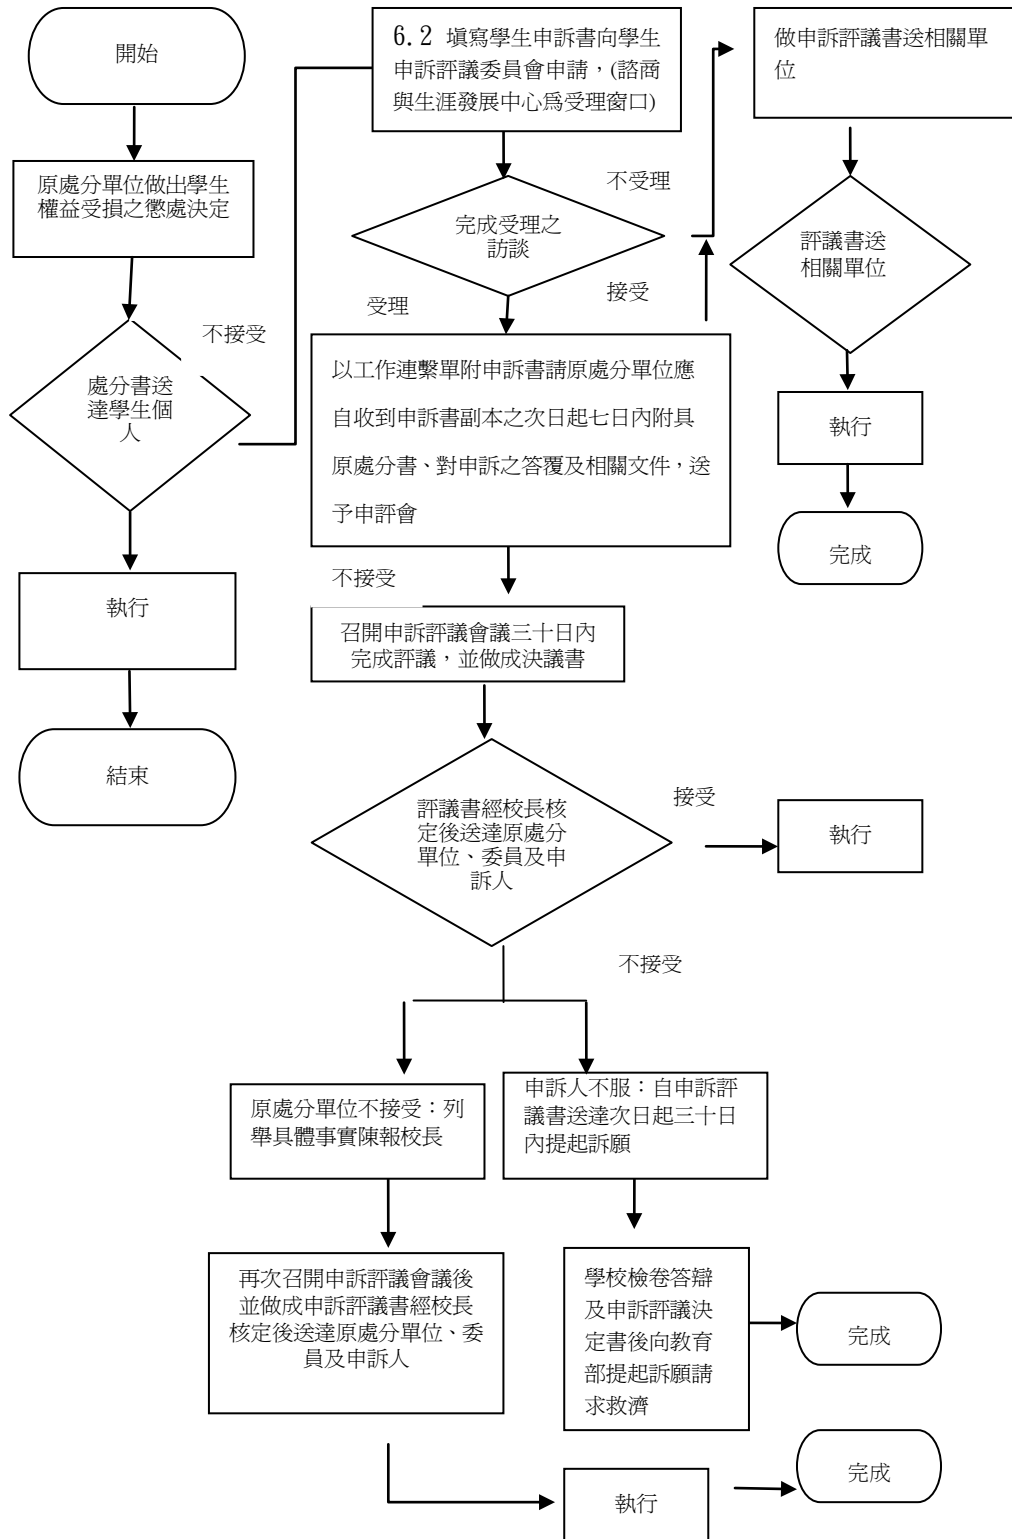 開始
原處分單位做出學生
權益受損之懲處決定
不接受
處分書送
達學生個
人
執行
結束
6.2 填寫學生申訴書向學生
申訴評議委員會申請，(諮商
與生涯發展中心為受理窗口)
不受理
完成受理之
訪談
接受
受理
以工作連繫單附申訴書請原處分單位應
自收到申訴書副本之次日起七日內附具
原處分書、對申訴之答覆及相關文件，送
予申評會
不接受
召開申訴評議會議三十日內
完成評議，並做成決議書
評議書經校長核
定後送達原處分
單位、委員及申
訴人
接受
執行
不接受
做申訴評議書送相關單
位
評議書送
相關單位
執行
完成
原處分單位不接受：列
舉具體事實陳報校長
申訴人不服：自申訴評
議書送達次日起三十日
內提起訴願
再次召開申訴評議會議後
並做成申訴評議書經校長
核定後送達原處分單位、委
員及申訴人
學校檢卷答辯
及申訴評議決
定書後向教育
部提起訴願請
求救濟
完成
執行
完成